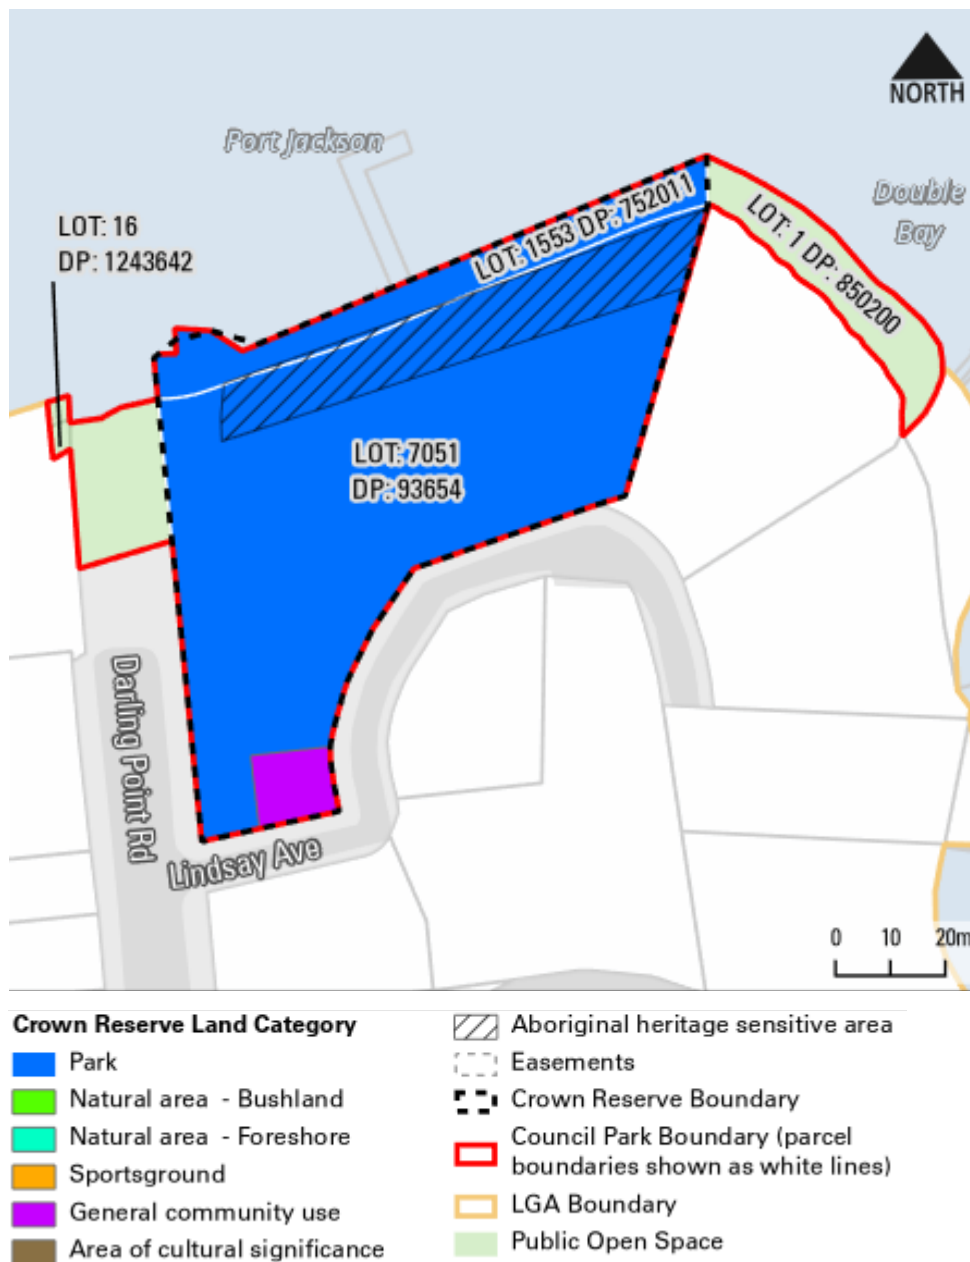 NORTH
Port Jackson
Double
Bay
LOT: 16
DP: 1243642
LOT: 1553 DP: 752011
LOT: 1 DP: 850200
LOT: 7051
DP: 93654
Darling Point Rd
Lindsay Ave
0 10 20m
Crown Reserve Land Category
Park
Natural area - Bushland
Natural area - Foreshore
Sportsground
General community use
Area of cultural significance
Aboriginal heritage sensitive area
Easements
Crown Reserve Boundary
Council Park Boundary (parcel
boundaries shown as white lines)
LGA Boundary
Public Open Space